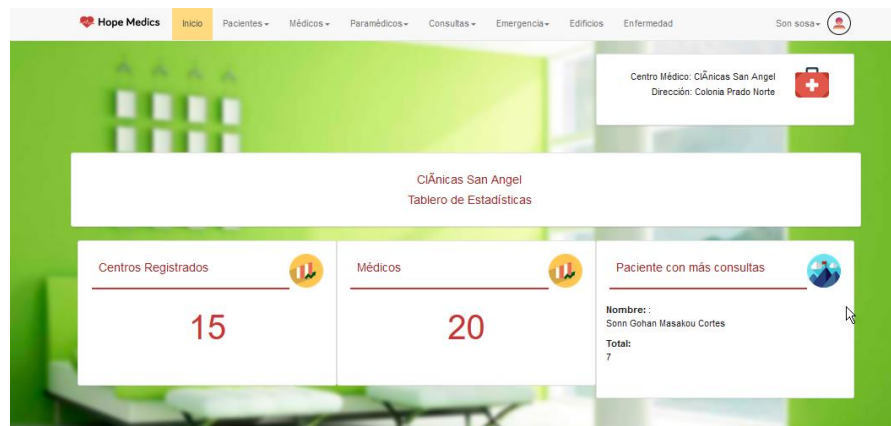 Hope Medics Inicio Pacientes Médicos Paramédicos Consultas Emergencia Edificios Enfermedad Son sosa
Centro Médico: ClÃnicas San Angel
Dirección: Colonia Prado Norte
ClÃnicas San Angel
Tablero de Estadísticas
Centros Registrados
15
Médicos
20
Paciente con más consultas
Nombre: :
Sonn Gohan Masakou Cortes
Total:
7